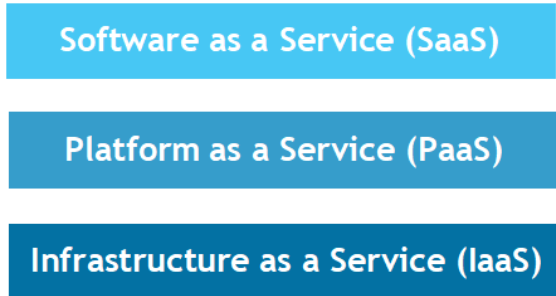 Software as a Service (SaaS)
Platform as a Service (PaaS)
Infrastructure as a Service (IaaS)